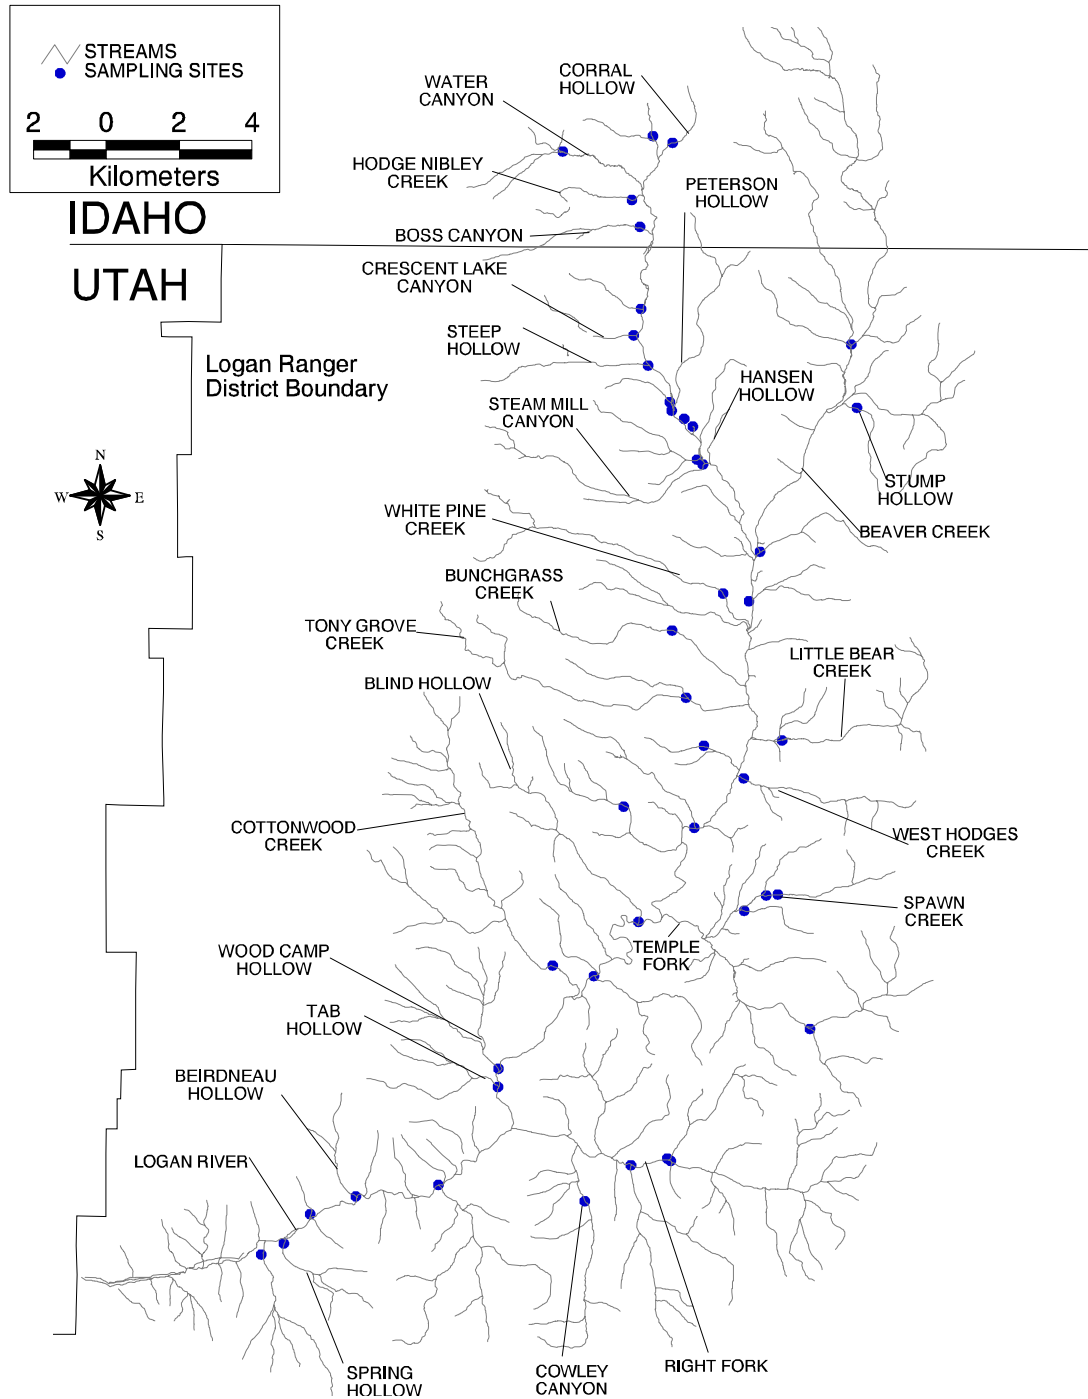 STREAMS
SAMPLING SITES
2 0 2 4
Kilometers
IDAHO
UTAH
Logan Ranger
District Boundary
N
W
E
S
WATER
CANYON
CORRAL
HOLLOW
HODGE NIBLEY
CREEK
PETERSON
HOLLOW
BOSS CANYON
CRESCENT LAKE
CANYON
STEEP
HOLLOW
HANSEN
HOLLOW
STEAM MILL
CANYON
STUMP
HOLLOW
WHITE PINE
CREEK
BEAVER CREEK
BUNCHGRASS
CREEK
TONY GROVE
CREEK
LITTLE BEAR
CREEK
BLIND HOLLOW
COTTONWOOD
CREEK
WEST HODGES
CREEK
SPAWN
CREEK
TEMPLE
FORK
WOOD CAMP
HOLLOW
TAB
HOLLOW
BEIRDNEAU
HOLLOW
LOGAN RIVER
SPRING
HOLLOW
COWLEY
CANYON
RIGHT FORK